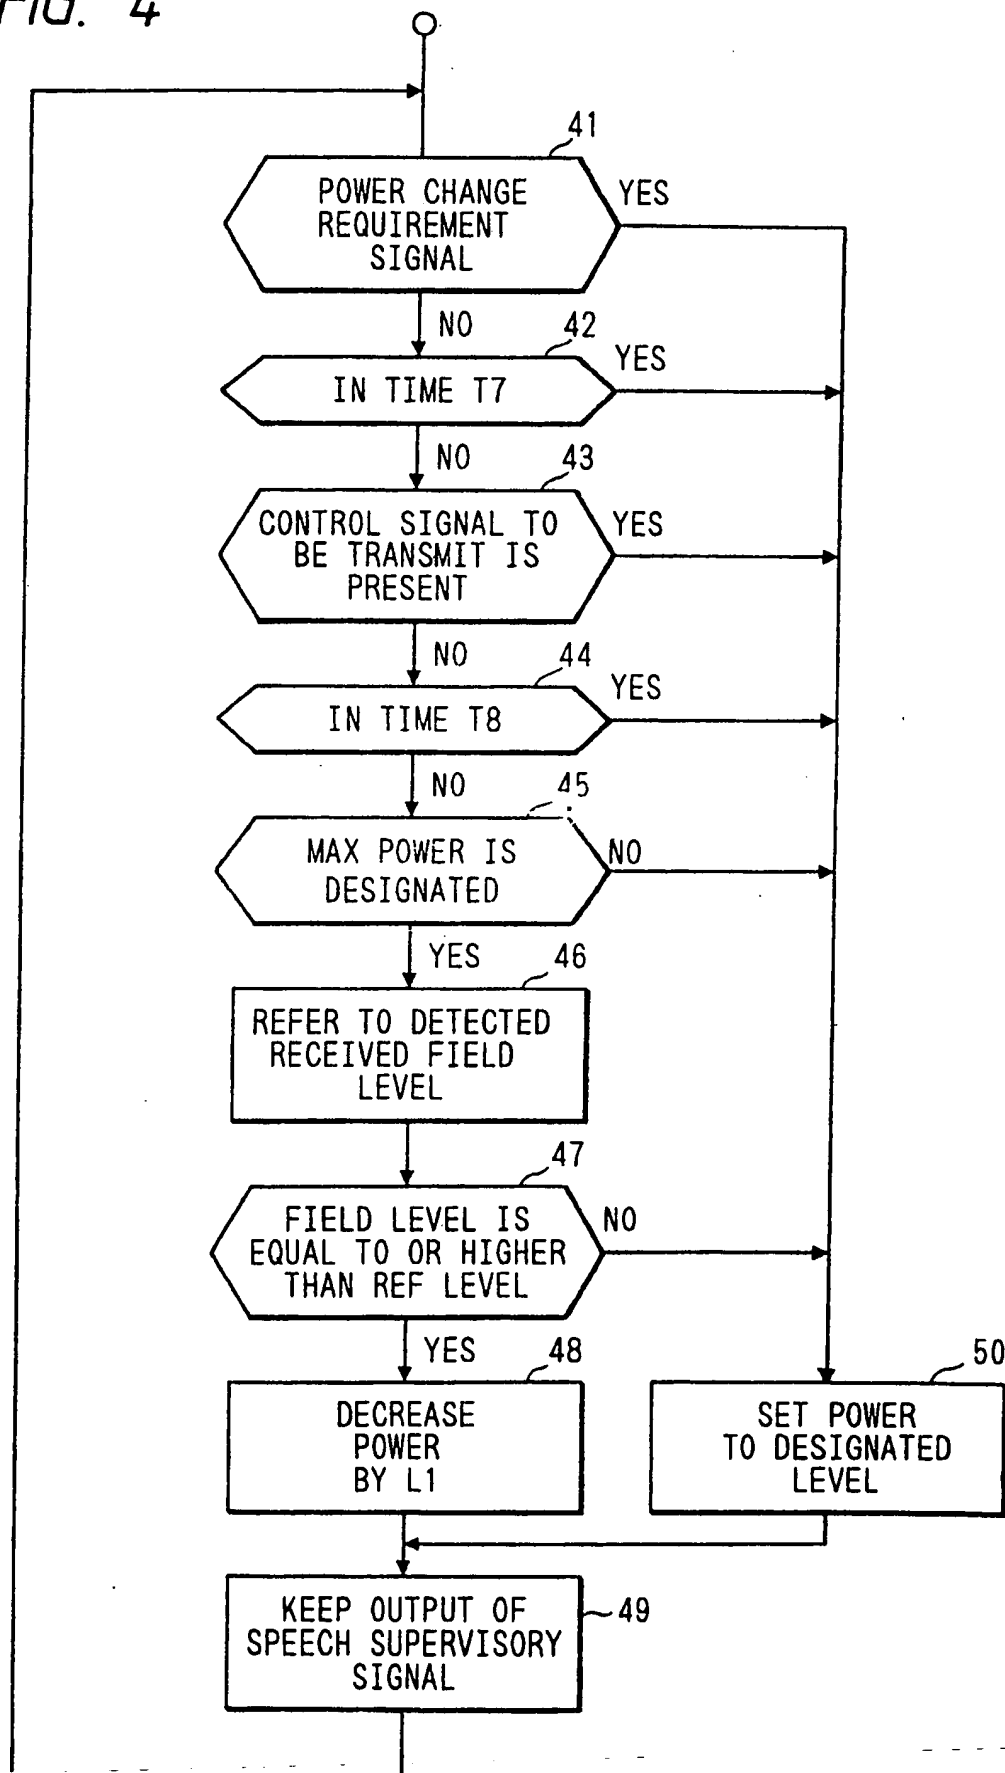 FIG. 4
41
POWER CHANGE
REQUIREMENT
SIGNAL
YES
NO
42
IN TIME T7
YES
NO
43
CONTROL SIGNAL TO
BE TRANSMIT IS
PRESENT
YES
NO
44
IN TIME T8
YES
NO
45
MAX POWER IS
DESIGNATED
NO
YES
46
REFER TO DETECTED
RECEIVED FIELD
LEVEL
47
FIELD LEVEL IS
EQUAL TO OR HIGHER
THAN REF LEVEL
NO
YES
48
DECREASE
POWER
BY L1
50
SET POWER
TO DESIGNATED
LEVEL
KEEP OUTPUT OF
SPEECH SUPERVISORY
SIGNAL
49